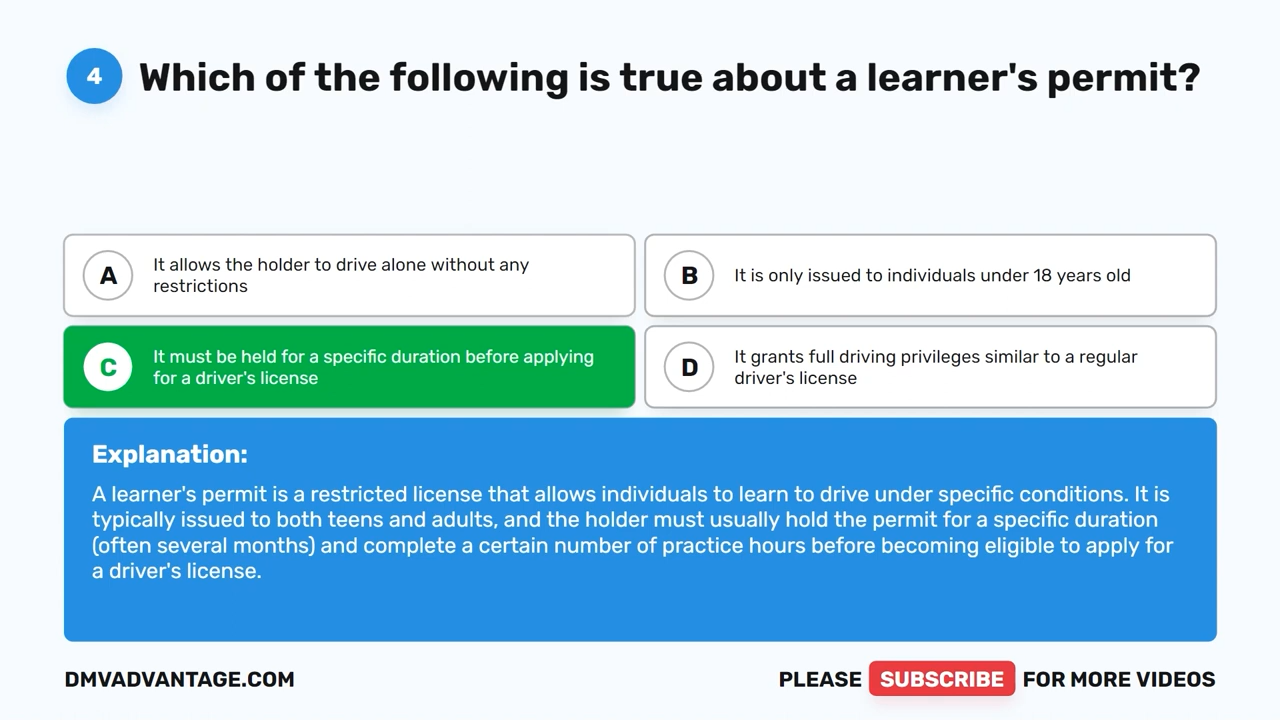 4
Which of the following is true about a learner's permit?
A
It allows the holder to drive alone without any
restrictions
B
It is only issued to individuals under 18 years old
C
It must be held for a specific duration before applying
for a driver's license
D
It grants full driving privileges similar to a regular
driver's license
Explanation:
A learner's permit is a restricted license that allows individuals to learn to drive under specific conditions. It is
typically issued to both teens and adults, and the holder must usually hold the permit for a specific duration
(often several months) and complete a certain number of practice hours before becoming eligible to apply for
a driver's license.
DMVADVANTAGE.COM
PLEASE SUBSCRIBE FOR MORE VIDEOS